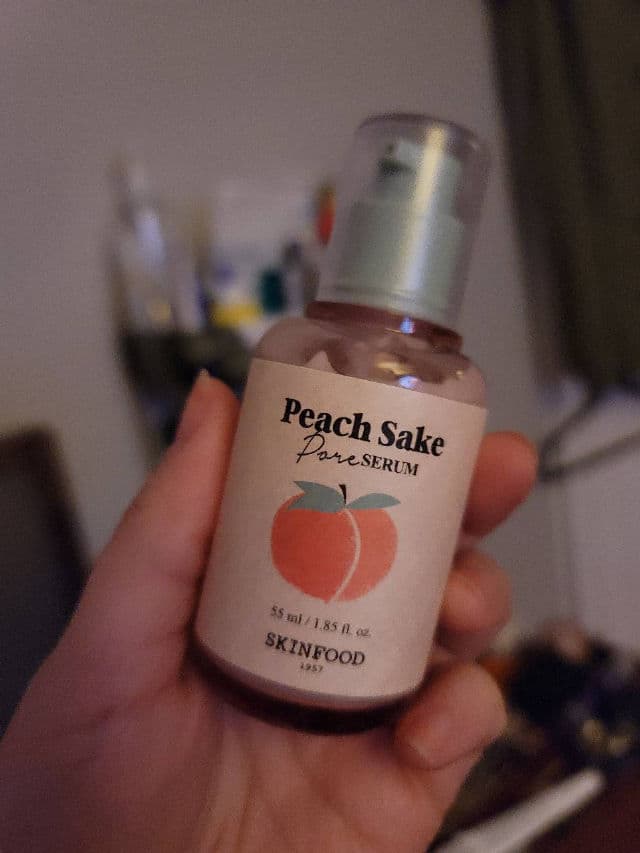 Peach Sake
Pore SERUM
55 ml / 1.85 fl. oz.
SKINFOOD
1957